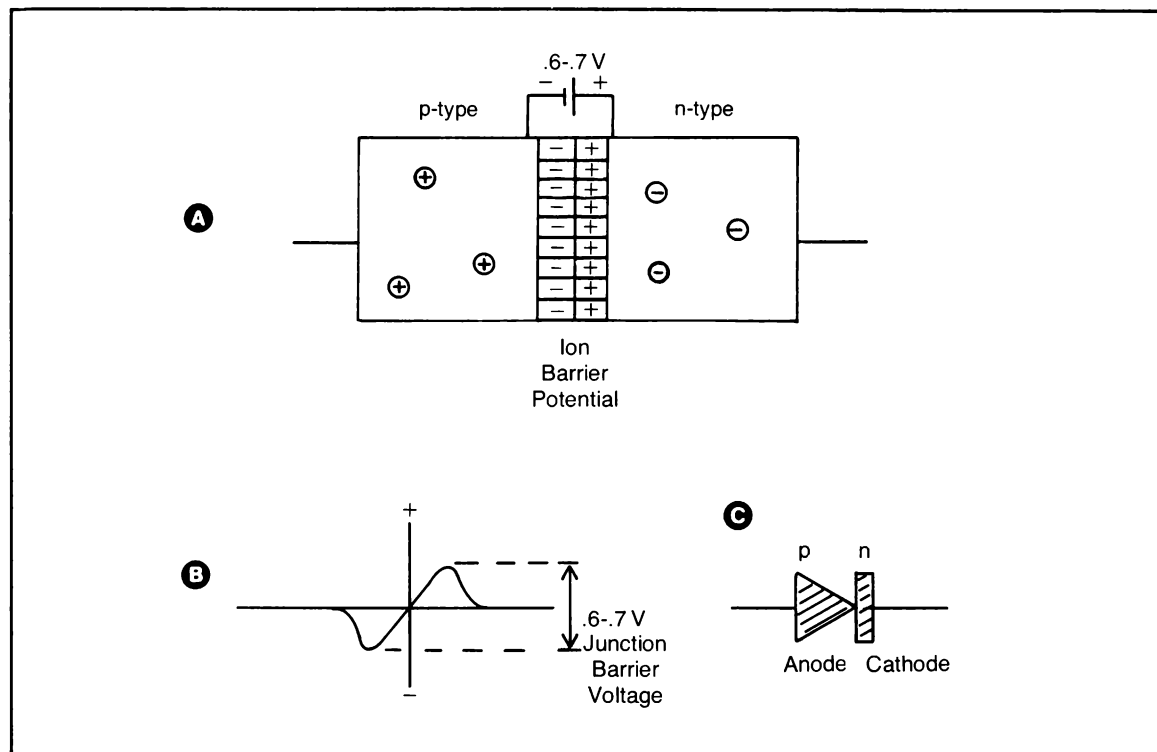 .6-.7 V
− +
p-type
n-type
− +
− +
− +
− +
− +
− +
− +
− +
− +
+
+
+
−
−
−
A
Ion
Barrier
Potential
B
+
−
.6-.7 V
Junction
Barrier
Voltage
C
p n
Anode Cathode